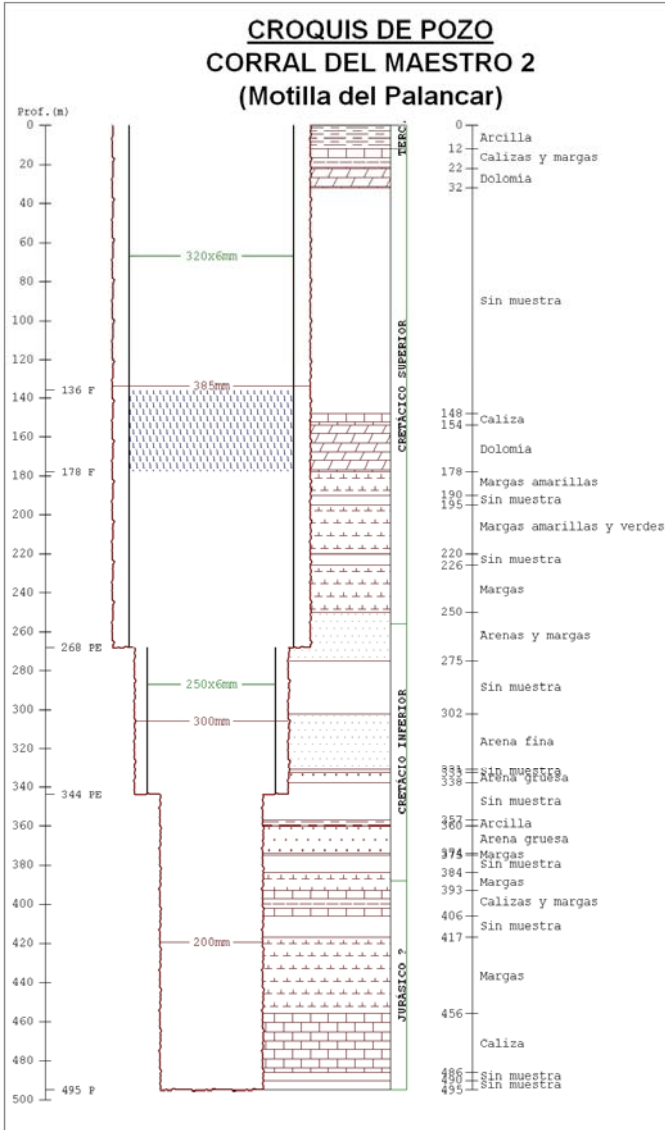 CROQUIS DE POZO
CORRAL DEL MAESTRO 2
(Motilla del Palancar)
Prof.(m)
0
20
40
60
80
100
120
140
160
180
200
220
240
260
280
300
320
340
360
380
400
420
440
460
480
500
136 F
178 F
268 PE
344 PE
495 P
320x6mm
385mm
250x6mm
300mm
200mm
TERC.
CRETÁCICO SUPERIOR
CRETÁCIO INFERIOR
JURÁSICO ?
0
Arcilla
12
Calizas y margas
22
Dolomía
32
Sin muestra
148
Caliza
154
Dolomía
178
Margas amarillas
190
Sin muestra
195
Margas amarillas y verdes
220
Sin muestra
226
Margas
250
Arenas y margas
275
Sin muestra
302
Arena fina
331
Sin muestra
333
Arena gruesa
338
Sin muestra
357
Arcilla
360
Arena gruesa
374
Margas
375
Sin muestra
384
Margas
393
Calizas y margas
406
Sin muestra
417
Margas
456
Caliza
486
Sin muestra
490
Sin muestra
495